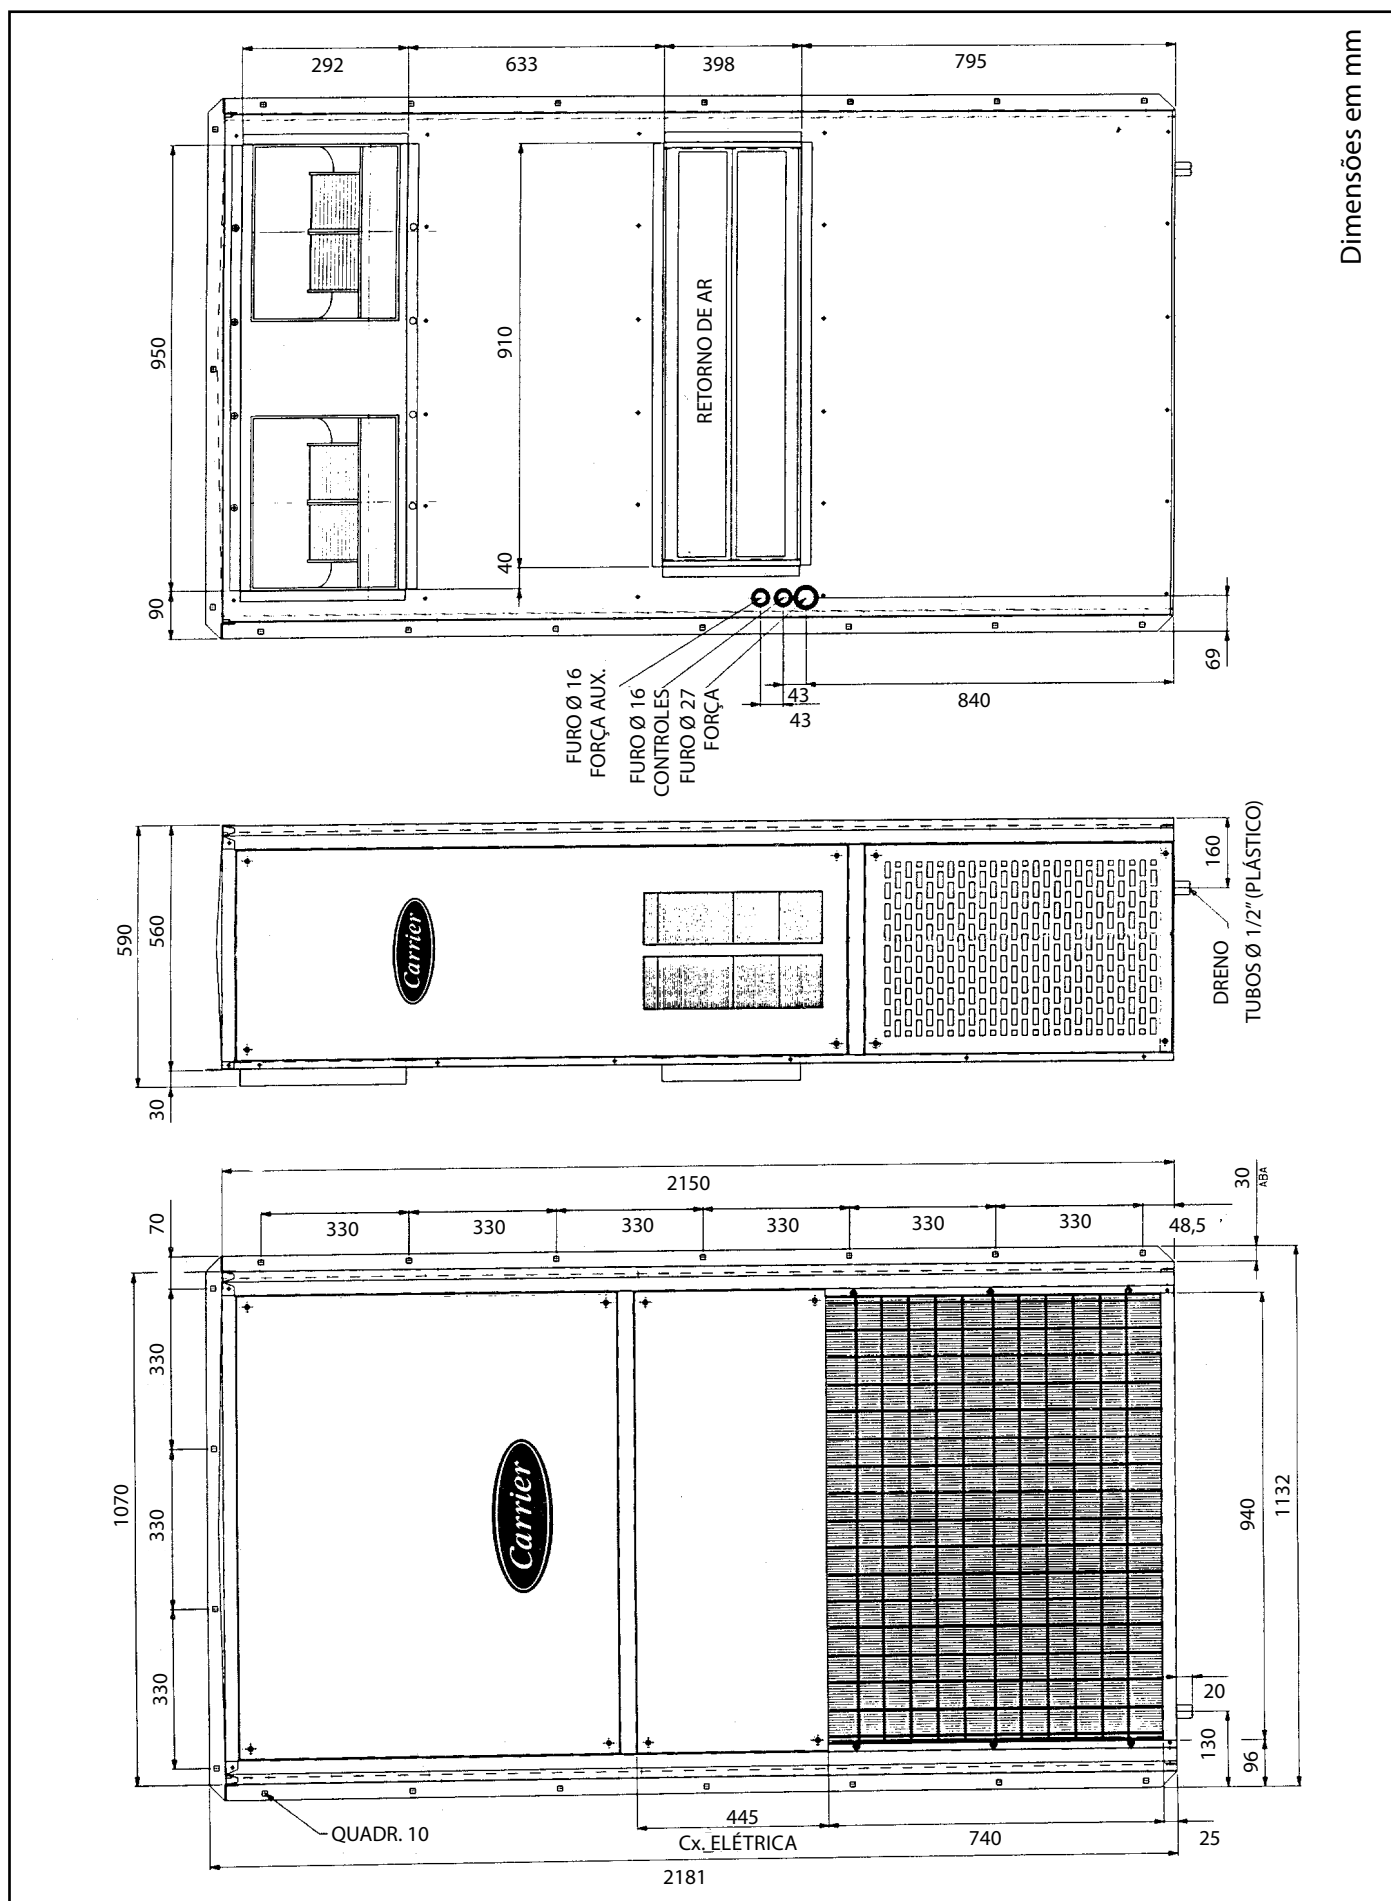 Dimensões em mm
292
633
398
795
950
910
RETORNO DE AR
40
90
69
FURO Ø 16
FORÇA AUX.
FURO Ø 16
CONTROLES
FURO Ø 27
FORÇA
43
43
840
590
560
30
Carrier
160
DRENO
TUBOS Ø 1/2" (PLÁSTICO)
2150
30
ABA
70
330
330
330
330
330
330
48,5
1070
330
330
330
Carrier
940
1132
20
130
96
QUADR. 10
445
Cx. ELÉTRICA
740
25
2181